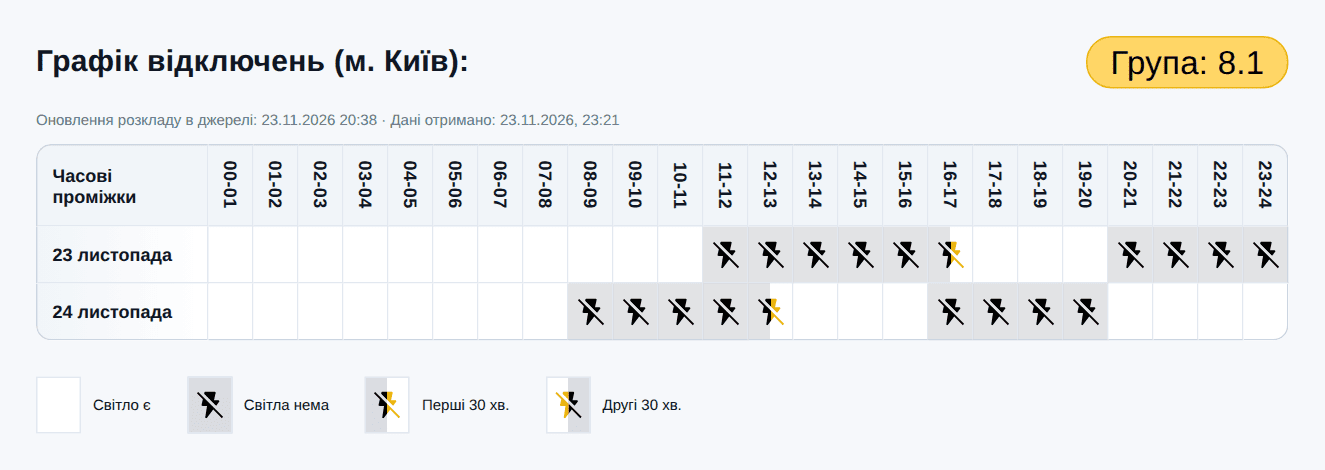 Графік відключень (м. Київ):
Група: 8.1
Оновлення розкладу в джерелі: 23.11.2026 20:38 · Дані отримано: 23.11.2026, 23:21
Часові
проміжки
00-01
01-02
02-03
03-04
04-05
05-06
06-07
07-08
08-09
09-10
10-11
11-12
12-13
13-14
14-15
15-16
16-17
17-18
18-19
19-20
20-21
21-22
22-23
23-24
23 листопада
24 листопада
Світло є
Світла нема
Перші 30 хв.
Другі 30 хв.